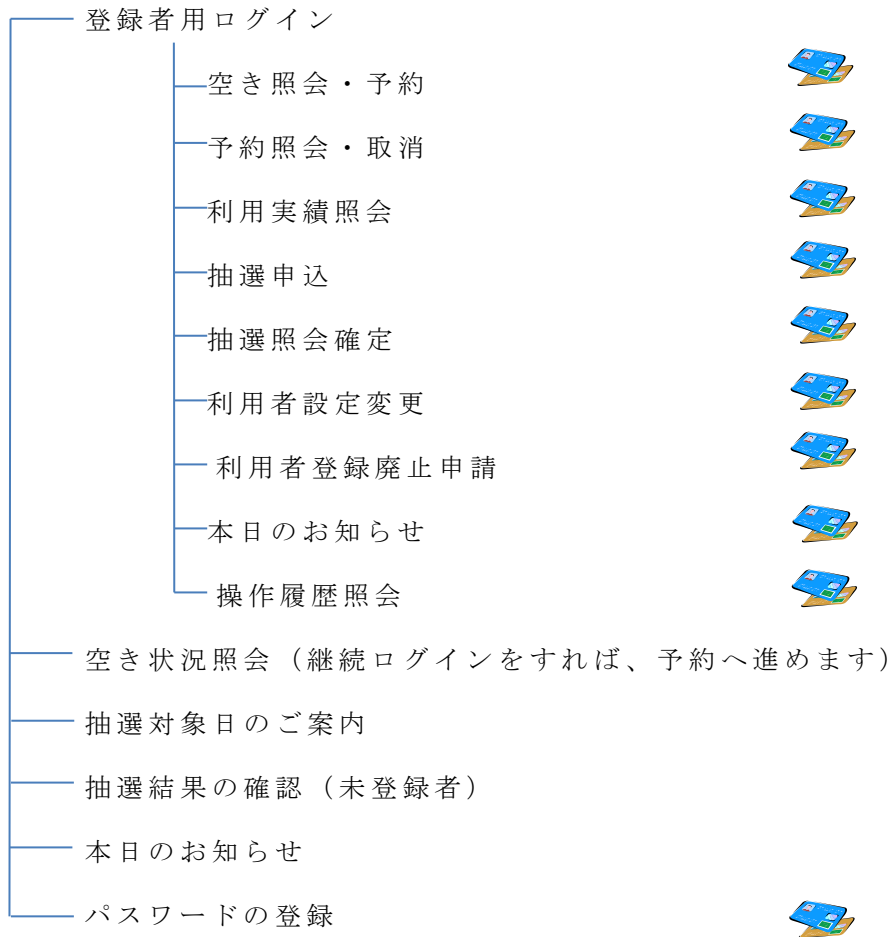 登録者用ログイン
空き照会・予約
予約照会・取消
利用実績照会
抽選申込
抽選照会確定
利用者設定変更
利用者登録廃止申請
本日のお知らせ
操作履歴照会
空き状況照会（継続ログインをすれば、予約へ進めます）
抽選対象日のご案内
抽選結果の確認（未登録者）
本日のお知らせ
パスワードの登録